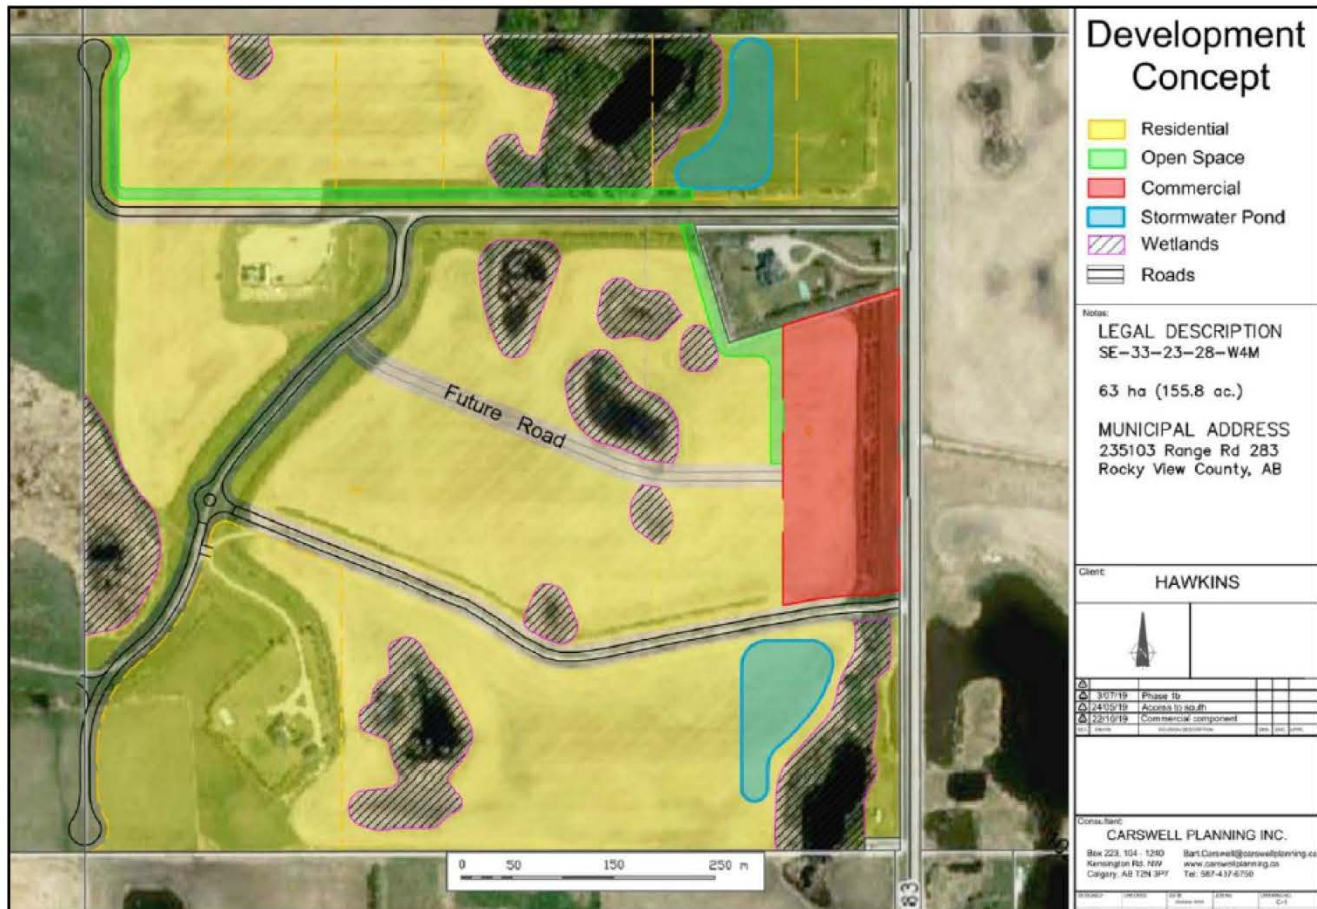 Development
Concept
Residential
Open Space
Commercial
Stormwater Pond
Wetlands
Roads
Notes:
LEGAL DESCRIPTION
SE-33-23-28-W4M
63 ha (155.8 ac.)
MUNICIPAL ADDRESS
235103 Range Rd 283
Rocky View County, AB
Client:
HAWKINS
3/07/19 Phase 1b
24/05/19 Access to south
22/10/19 Commercial component
Consultant:
CARSWELL PLANNING INC.
Box 223, 104 - 1240
Kensington Rd. NW
Calgary, AB T2N 3P7
Bart.Carswell@carswellplanning.ca
www.carswellplanning.ca
Tel: 587-437-6750
C-1
Future Road
0 50 150 250 m
83